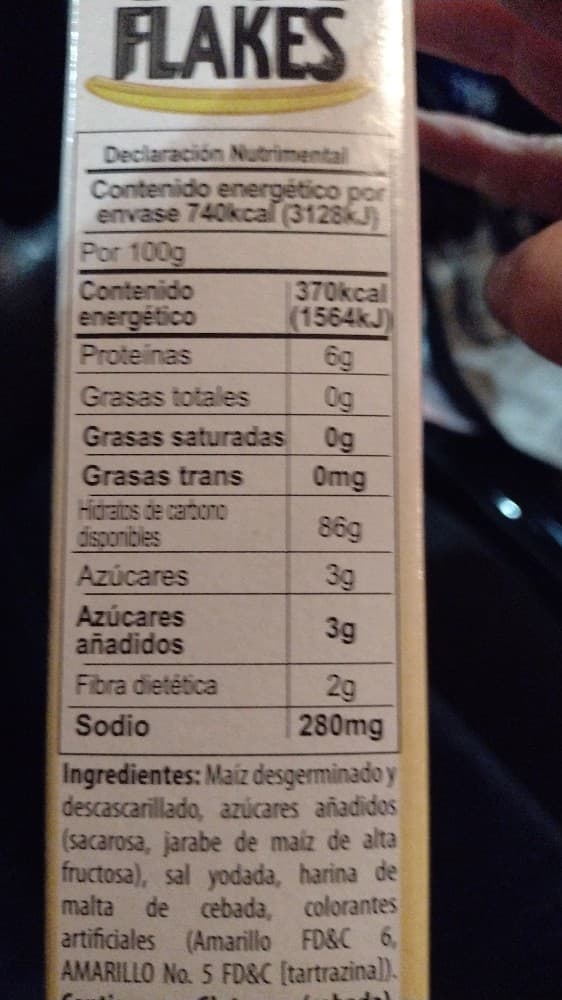 FLAKES
Declaración Nutrimental
Contenido energético por
envase 740kcal (3128kJ)
Por 100g
Contenido energético 370kcal (1564kJ)
Proteínas 6g
Grasas totales 0g
Grasas saturadas 0g
Grasas trans 0mg
Hidratos de carbono disponibles 86g
Azúcares 3g
Azúcares añadidos 3g
Fibra dietética 2g
Sodio 280mg
Ingredientes: Maíz desgerminado y
descascarillado, azúcares añadidos
(sacarosa, jarabe de maíz de alta
fructosa), sal yodada, harina de
malta de cebada, colorantes
artificiales (Amarillo FD&C 6,
AMARILLO No. 5 FD&C [tartrazina]).